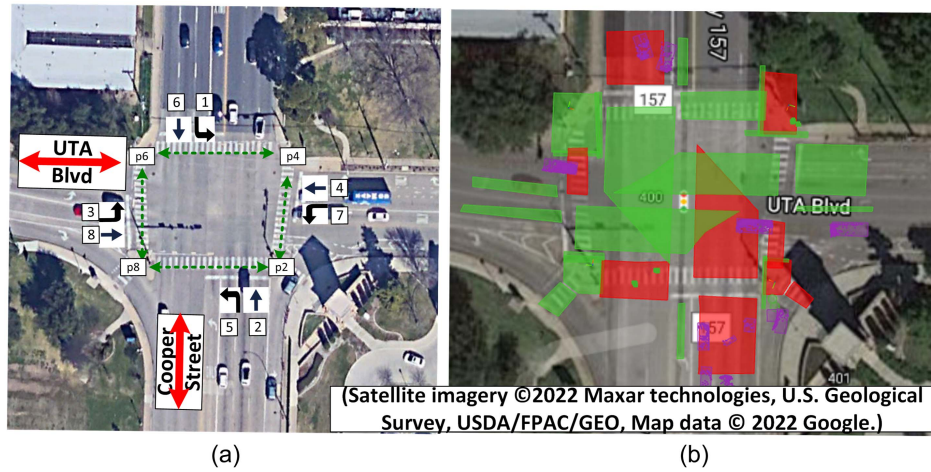 6
1
UTA
Blvd
p6
p4
4
7
3
8
p8
p2
5
2
Cooper
Street
(a)
157
157
400
UTA Blvd
157
401
(Satellite imagery ©2022 Maxar technologies, U.S. Geological
Survey, USDA/FPAC/GEO, Map data © 2022 Google.)
(b)